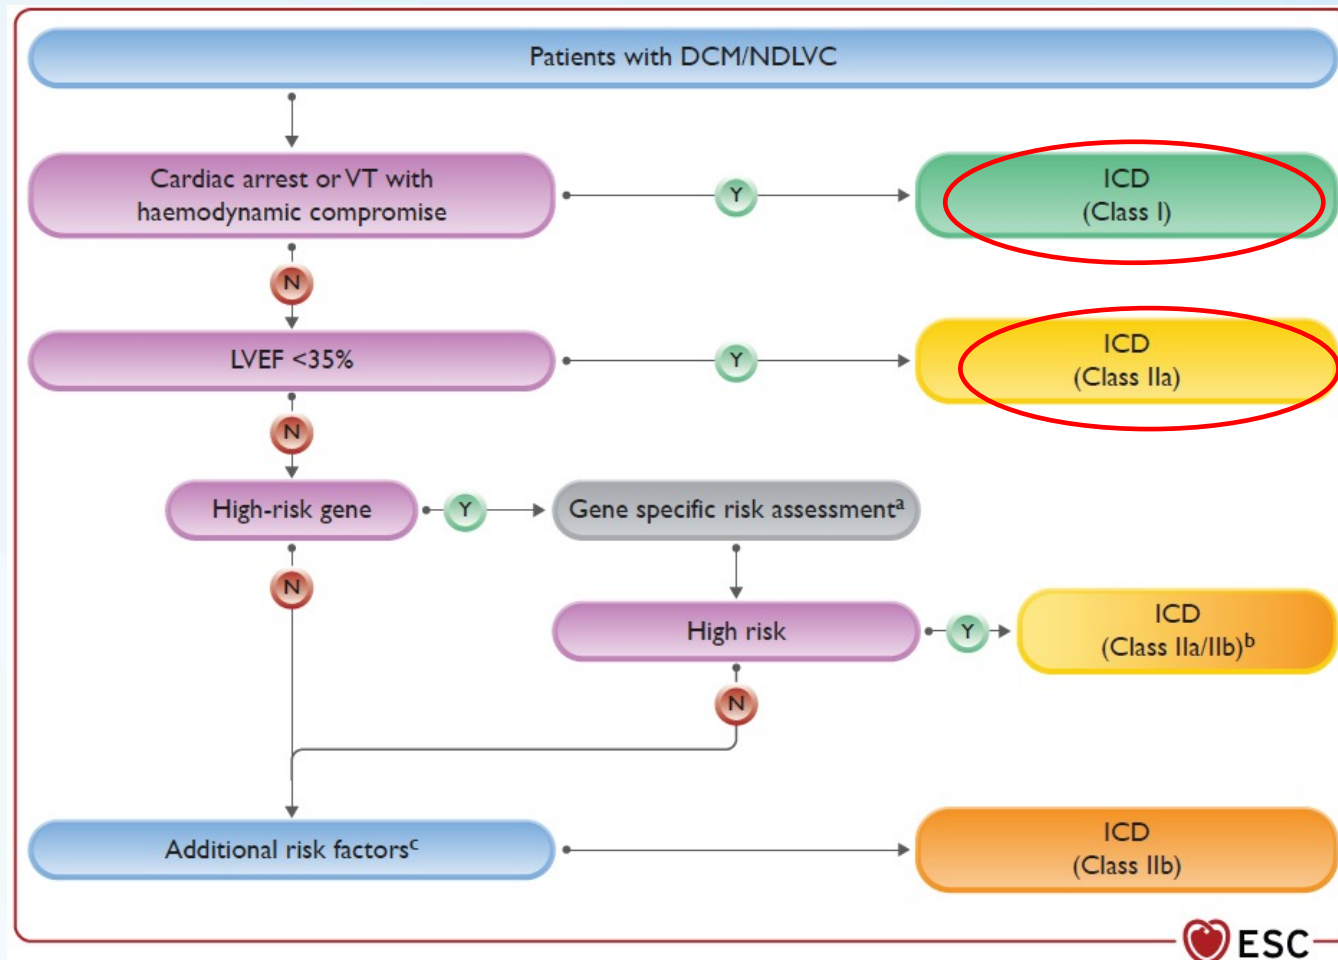 Patients with DCM/NDLVC
Cardiac arrest or VT with
haemodynamic compromise
Y
ICD
(Class I)
N
LVEF <35%
Y
ICD
(Class IIa)
N
High-risk gene
Y
Gene specific risk assessmentᵃ
N
High risk
Y
ICD
(Class IIa/IIb)ᵇ
N
Additional risk factorsᶜ
ICD
(Class IIb)
ESC